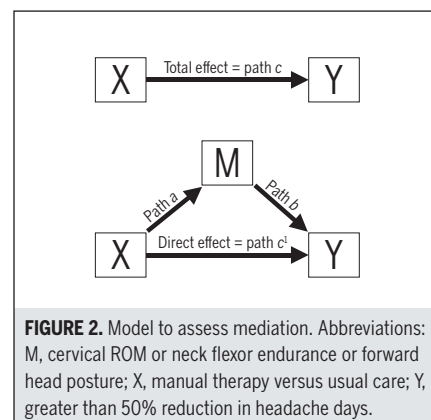 Total effect = path c
X Y
M
Path a Path b
Direct effect = path c¹
X Y
FIGURE 2. Model to assess mediation. Abbreviations:
M, cervical ROM or neck flexor endurance or forward
head posture; X, manual therapy versus usual care; Y,
greater than 50% reduction in headache days.